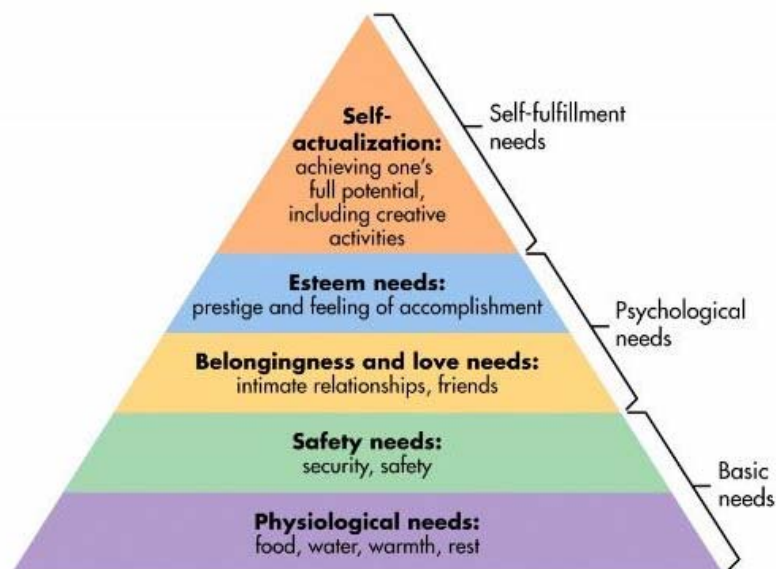 Self-
actualization:
achieving one's
full potential,
including creative
activities
Self-fulfillment
needs
Esteem needs:
prestige and feeling of accomplishment
Psychological
needs
Belongingness and love needs:
intimate relationships, friends
Safety needs:
security, safety
Basic
needs
Physiological needs:
food, water, warmth, rest